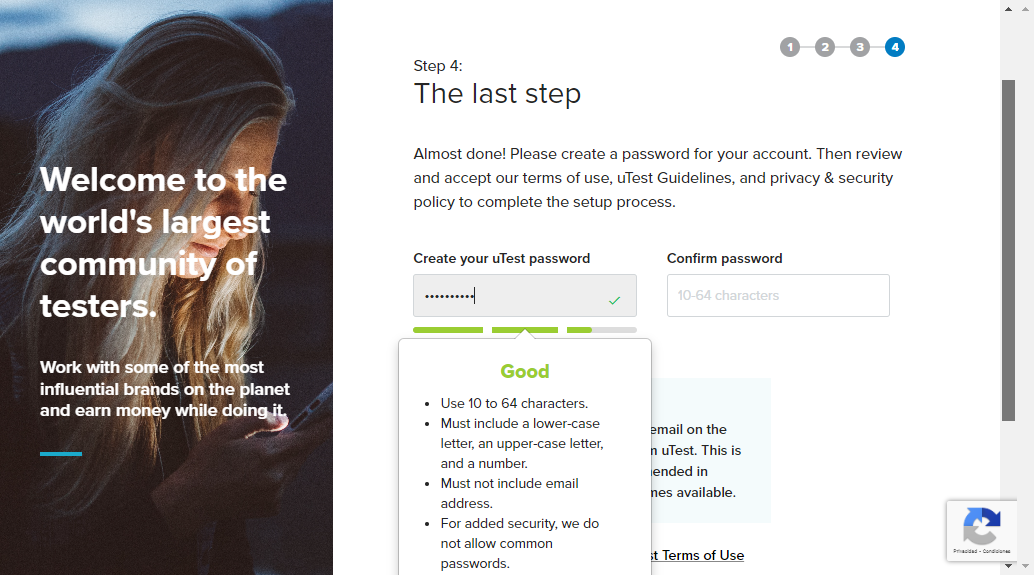 Welcome to the
world's largest
community of
testers.
Work with some of the most
influential brands on the planet
and earn money while doing it.
1 2 3 4
Step 4:
The last step
Almost done! Please create a password for your account. Then review
and accept our terms of use, uTest Guidelines, and privacy & security
policy to complete the setup process.
Create your uTest password
Confirm password
••••••••••
10-64 characters
Good
• Use 10 to 64 characters.
• Must include a lower-case
letter, an upper-case letter,
and a number.
• Must not include email
address.
• For added security, we do
not allow common
passwords.
email on the
uTest. This is
available.
Terms of Use
Privacidad - Condiciones